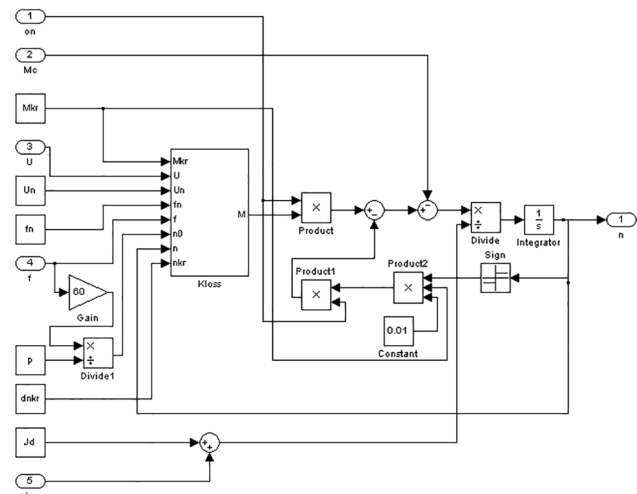 1
on
2
Mc
Mkr
3
U
Un
fn
4
f
60
Gain
p
×
÷
Divide1
dnkr
Jd
5
Mkr
U
Un
fn
f
n0
n
nkr
M
Kloss
×
Product
×
÷
Divide
1
s
Integrator
1
n
Sign
Product1
×
Product2
×
0.01
Constant